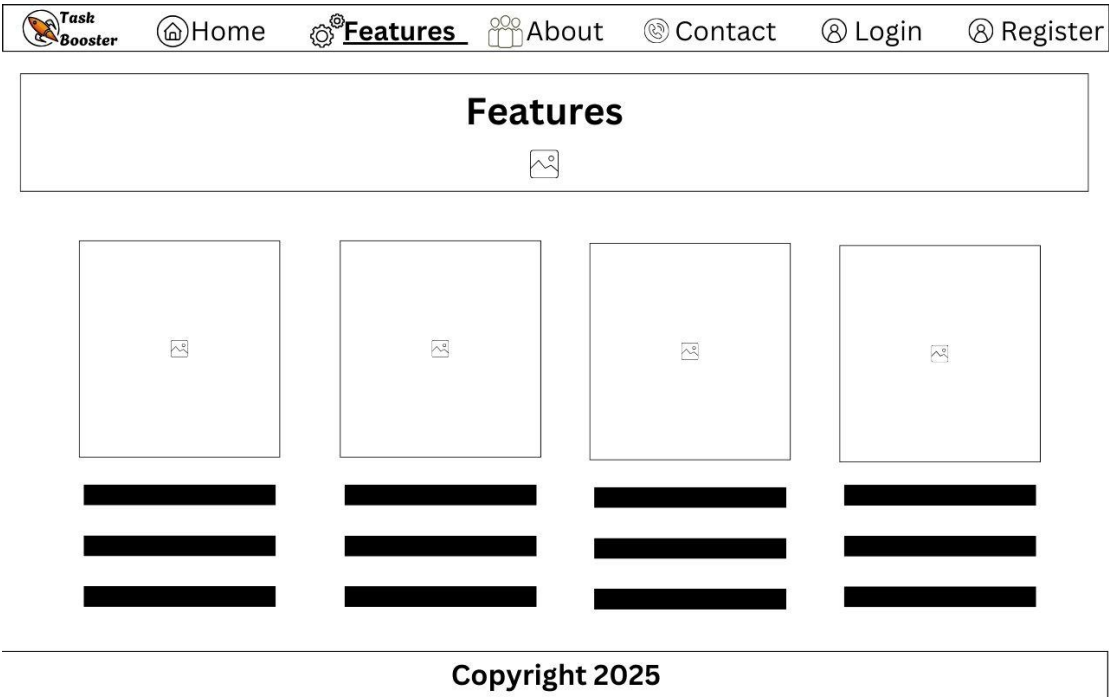 Task
Booster
Home
Features
About
Contact
Login
Register
Features
Copyright 2025